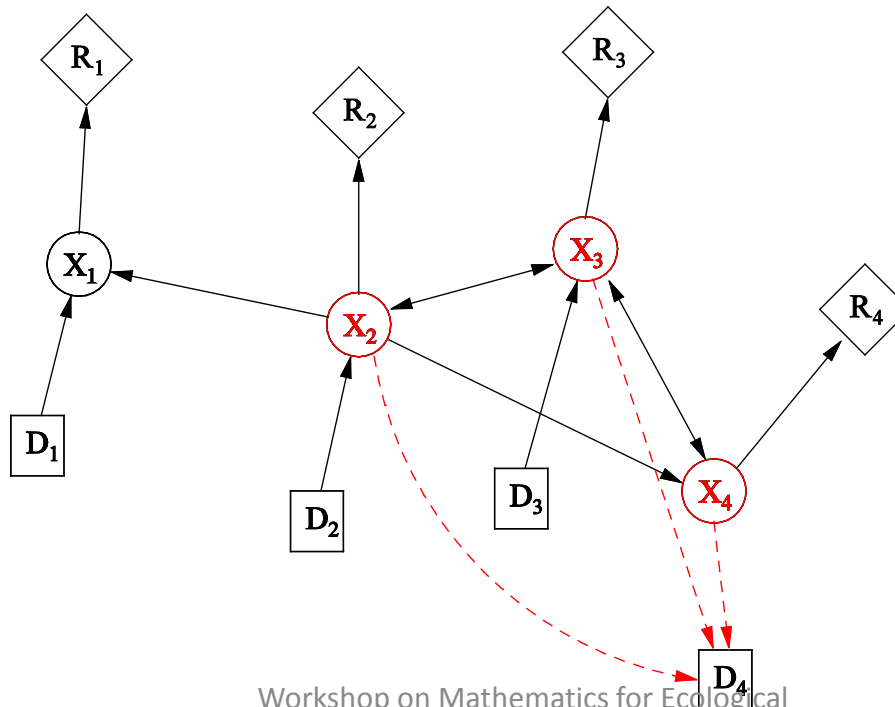 R₁
R₂
R₃
X₁
X₂
X₃
R₄
D₁
D₂
D₃
X₄
D₄
Workshop on Mathematics for Ecological